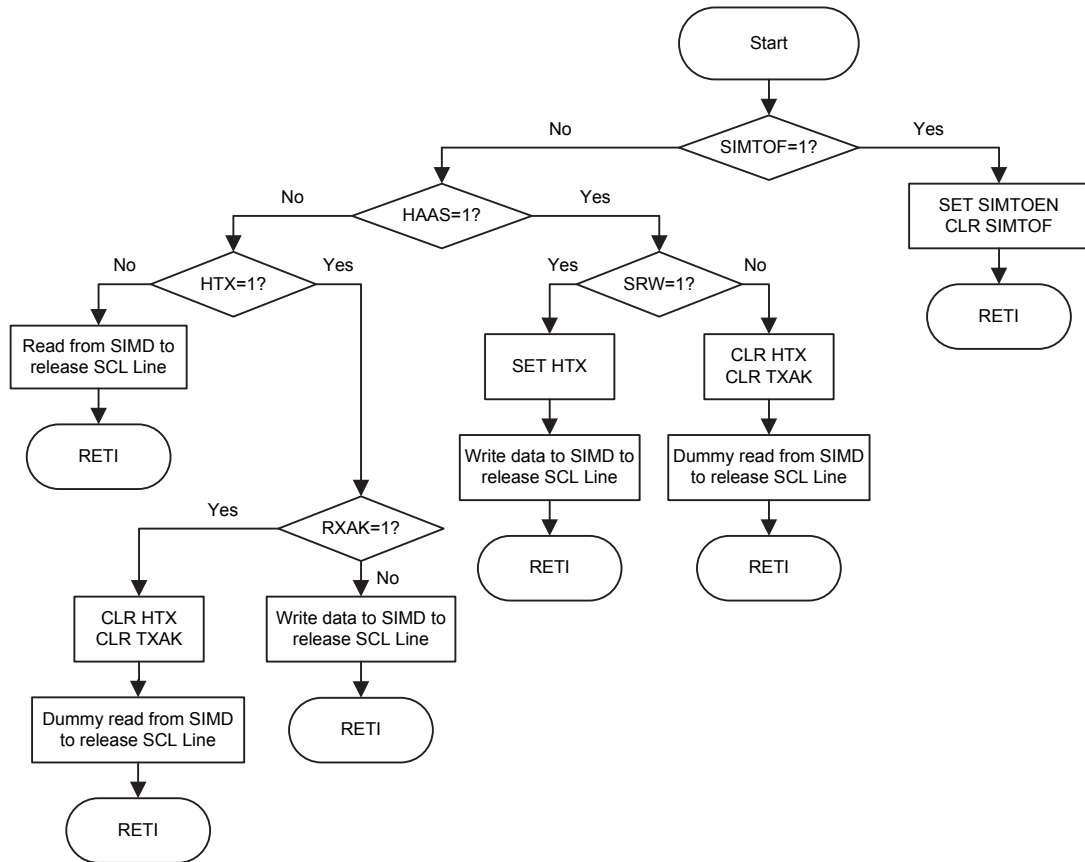 Start
No
Yes
SIMTOF=1?
No
HAAS=1?
Yes
SET SIMTOEN
CLR SIMTOF
No
HTX=1?
Yes
Yes
SRW=1?
No
RETI
Read from SIMD to
release SCL Line
SET HTX
CLR HTX
CLR TXAK
RETI
Write data to SIMD to
release SCL Line
Dummy read from SIMD
to release SCL Line
Yes
RXAK=1?
No
RETI
RETI
CLR HTX
CLR TXAK
Write data to SIMD to
release SCL Line
Dummy read from SIMD
to release SCL Line
RETI
RETI